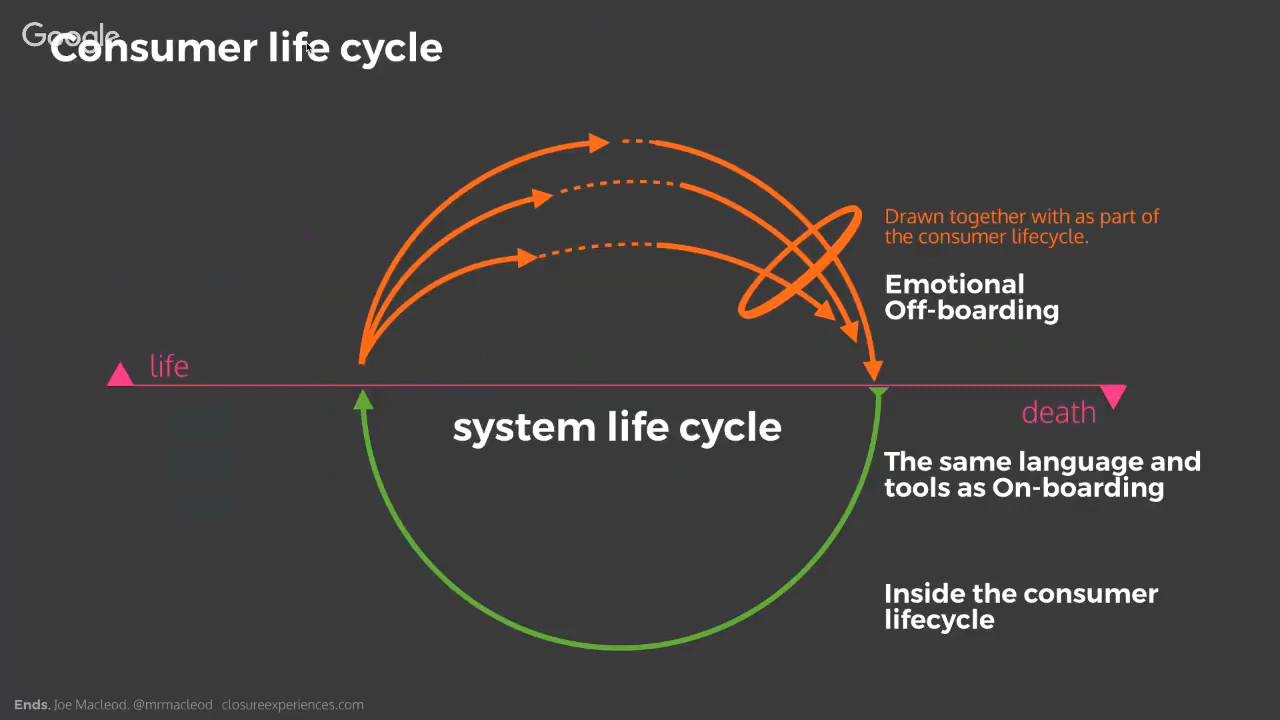 Google
Consumer life cycle
Drawn together with as part of
the consumer lifecycle.
Emotional
Off-boarding
life
system life cycle
death
The same language and
tools as On-boarding
Inside the consumer
lifecycle
Ends. Joe Macleod. @mrmacleod closureexperiences.com